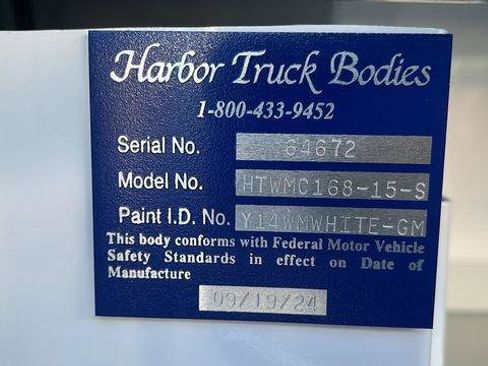 Harbor Truck Bodies
1-800-433-9452
Serial No. 64672
Model No. HTWMC168-15-S
Paint I.D. No. Y14WMWHITE-GM
This body conforms with Federal Motor Vehicle
Safety Standards in effect on Date of
Manufacture
09/19/24